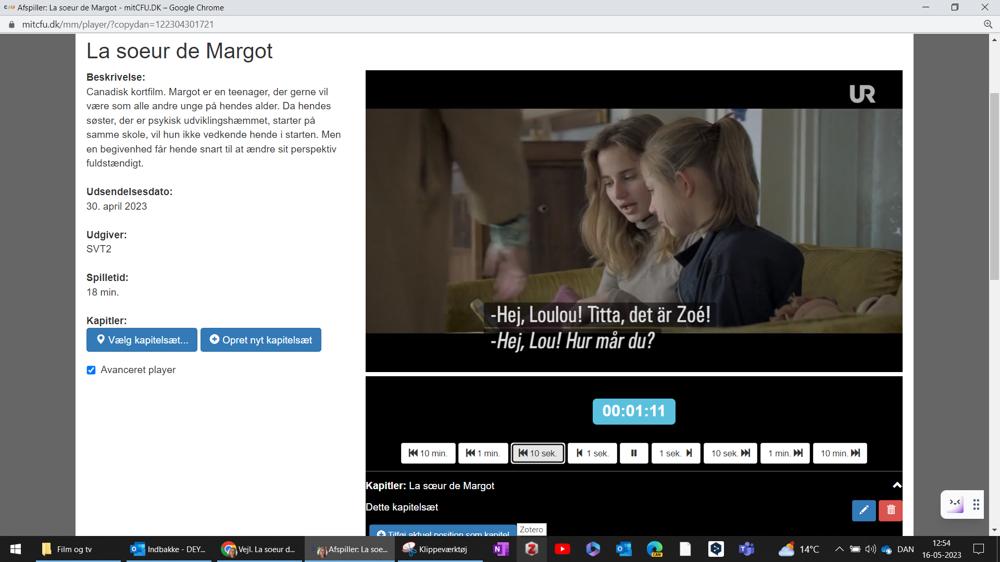 Afspiller: La soeur de Margot - mitCFU.DK – Google Chrome
mitcfu.dk/mm/player/?copydan=122304301721
La soeur de Margot
Beskrivelse:
Canadisk kortfilm. Margot er en teenager, der gerne vil
være som alle andre unge på hendes alder. Da hendes
søster, der er psykisk udviklingshæmmet, starter på
samme skole, vil hun ikke vedkende hende i starten. Men
en begivenhed får hende snart til at ændre sit perspektiv
fuldstændigt.
Udsendelsesdato:
30. april 2023
Udgiver:
SVT2
Spilletid:
18 min.
Kapitler:
Vælg kapitelsæt...
Opret nyt kapitelsæt
Avanceret player
UR
-Hej, Loulou! Titta, det är Zoé!
-Hej, Lou! Hur mår du?
00:01:11
10 min.
1 min.
10 sek.
1 sek.
1 sek.
10 sek.
1 min.
10 min.
Kapitler: La sœur de Margot
Dette kapitelsæt
Tilføj aktuel position som kapitel
Zotero
Film og tv
Indbakke - DEY...
Vejl. La soeur d...
Afspiller: La soe...
Klippeværktøj
N
Z
CAN
14°C
DAN
12:54
16-05-2023